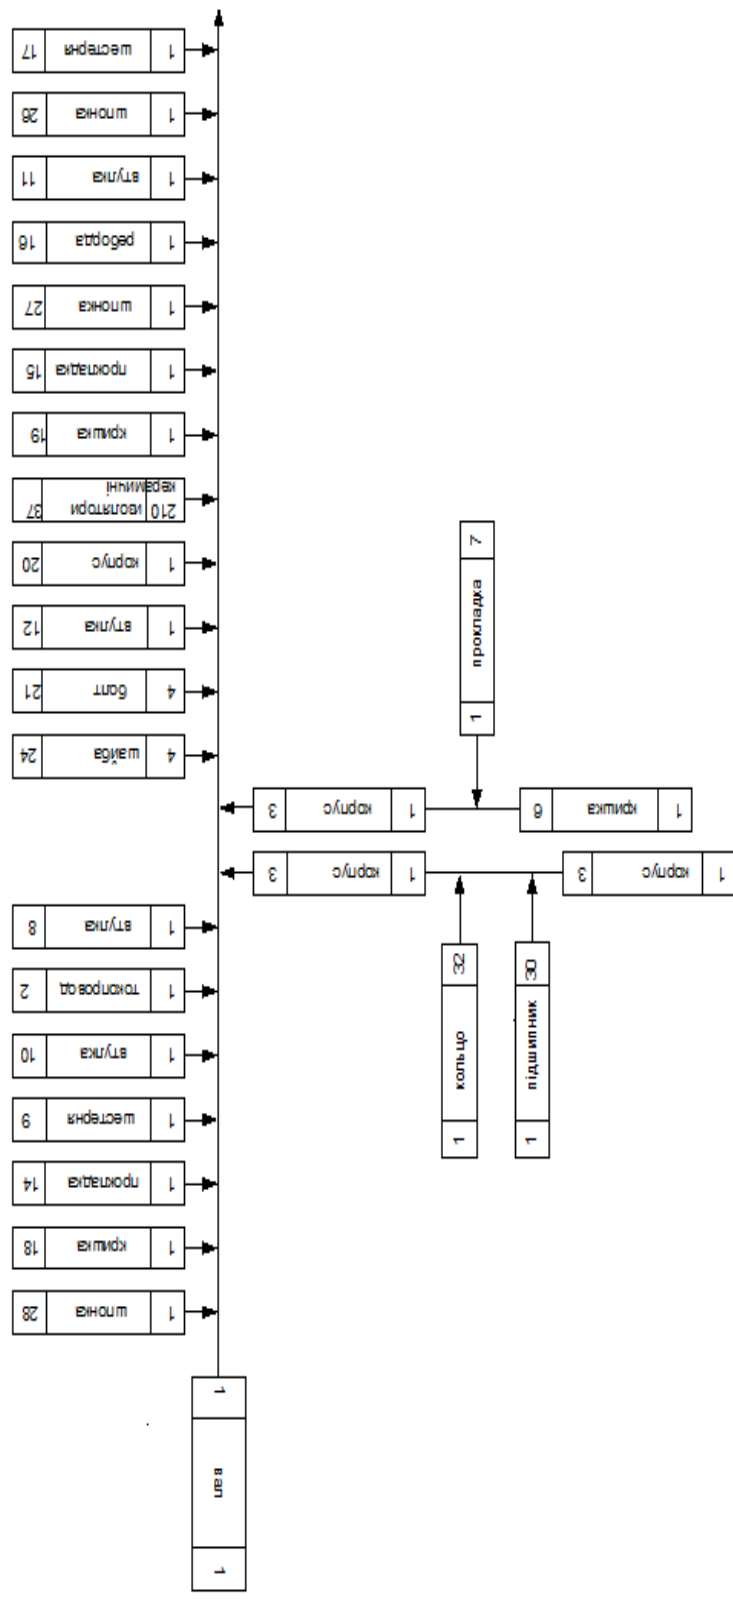 1 шестерня 17
1 шпонка 26
1 втулка 11
1 реборда 16
1 шпонка 27
1 прокладка 15
1 кришка 19
210 изолятори 37
керамичні
1 корпус 20
1 втулка 12
4 болт 21
4 шайба 24
1 прокладка 7
1 кришка 6
1 корпус 3
1 корпус 3
1 корпус 3
1 кольцо 32
1 підшипник 30
1 втулка 8
1 токопровод 2
1 втулка 10
1 шестерня 9
1 прокладка 14
1 кришка 18
1 шпонка 28
1 вал 1